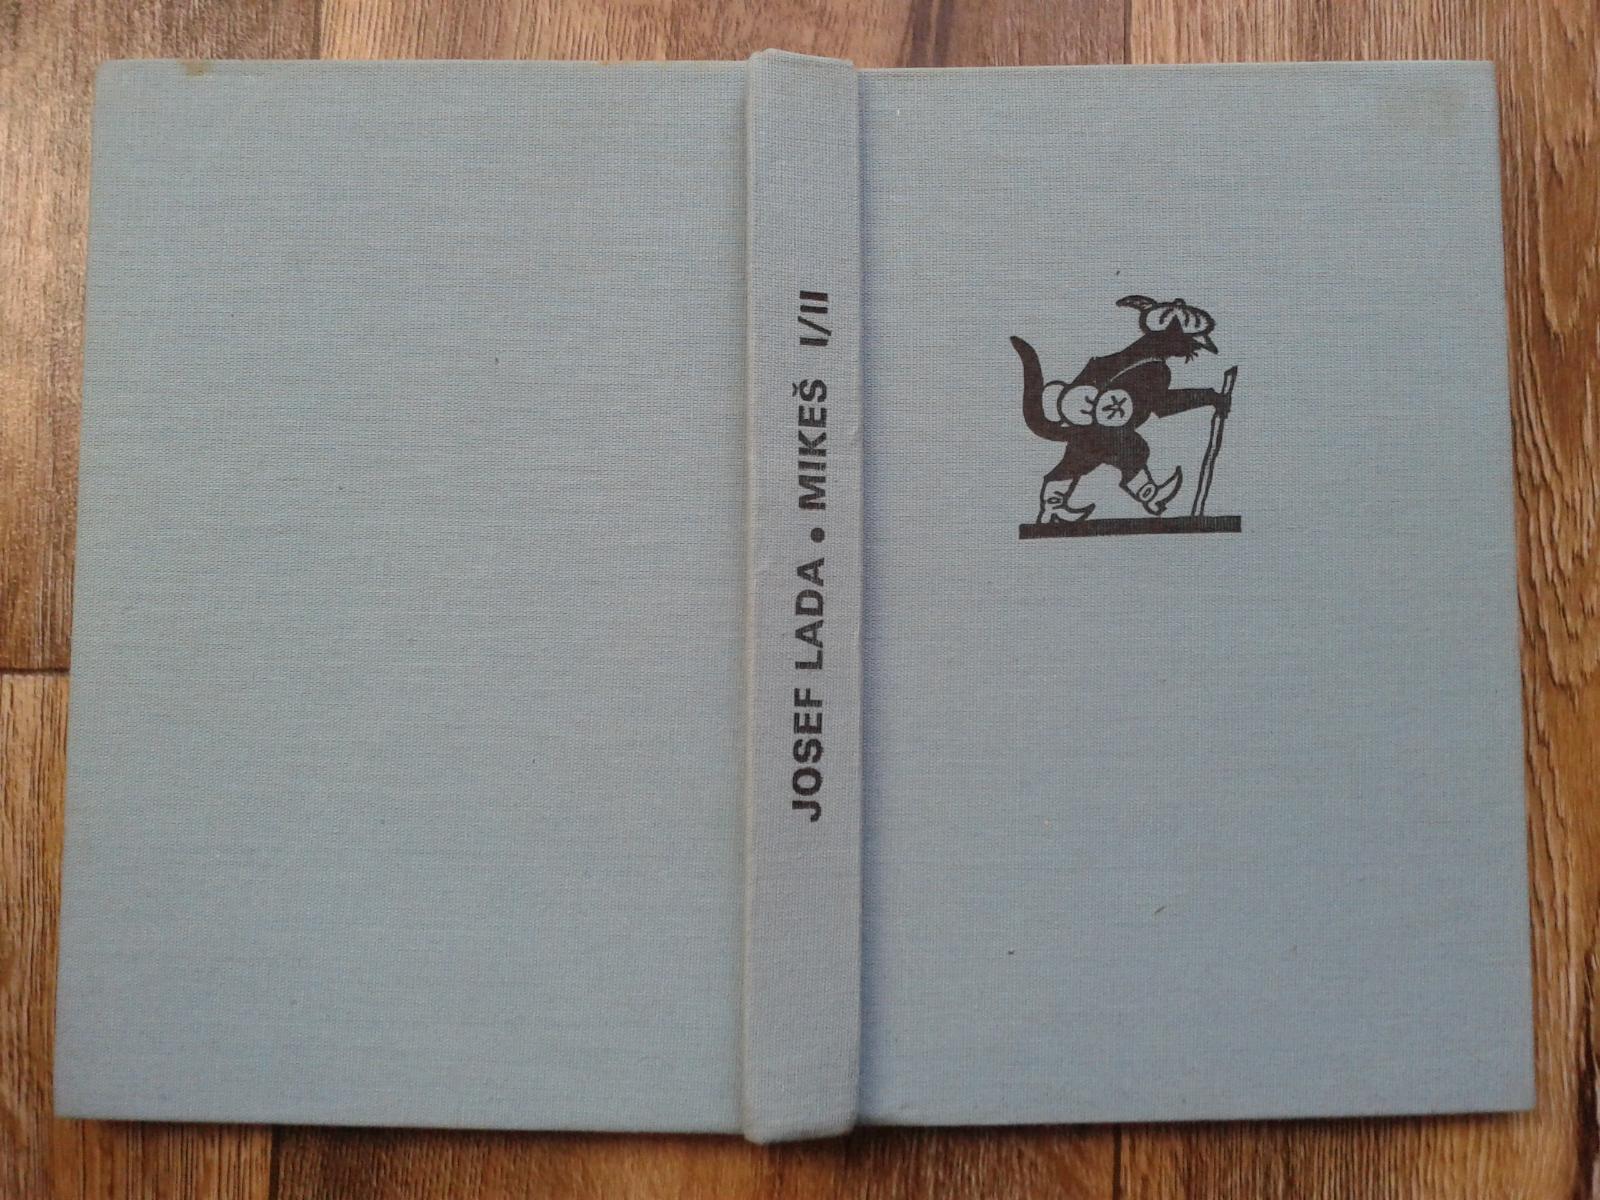 JOSEF LADA • MIKEŠ I/II